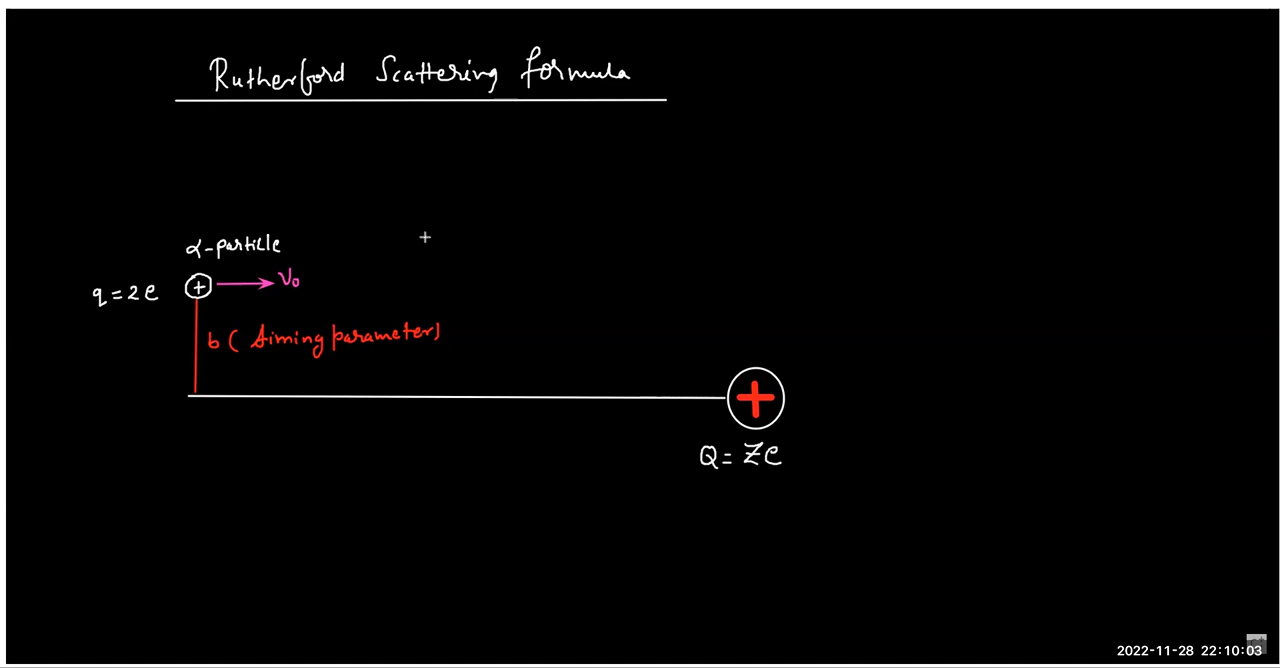 Rutherford Scattering formula
α-particle
q = 2e
+
V₀
b ( Aiming parameter)
+
Q = Ze
2022-11-28 22:10:03